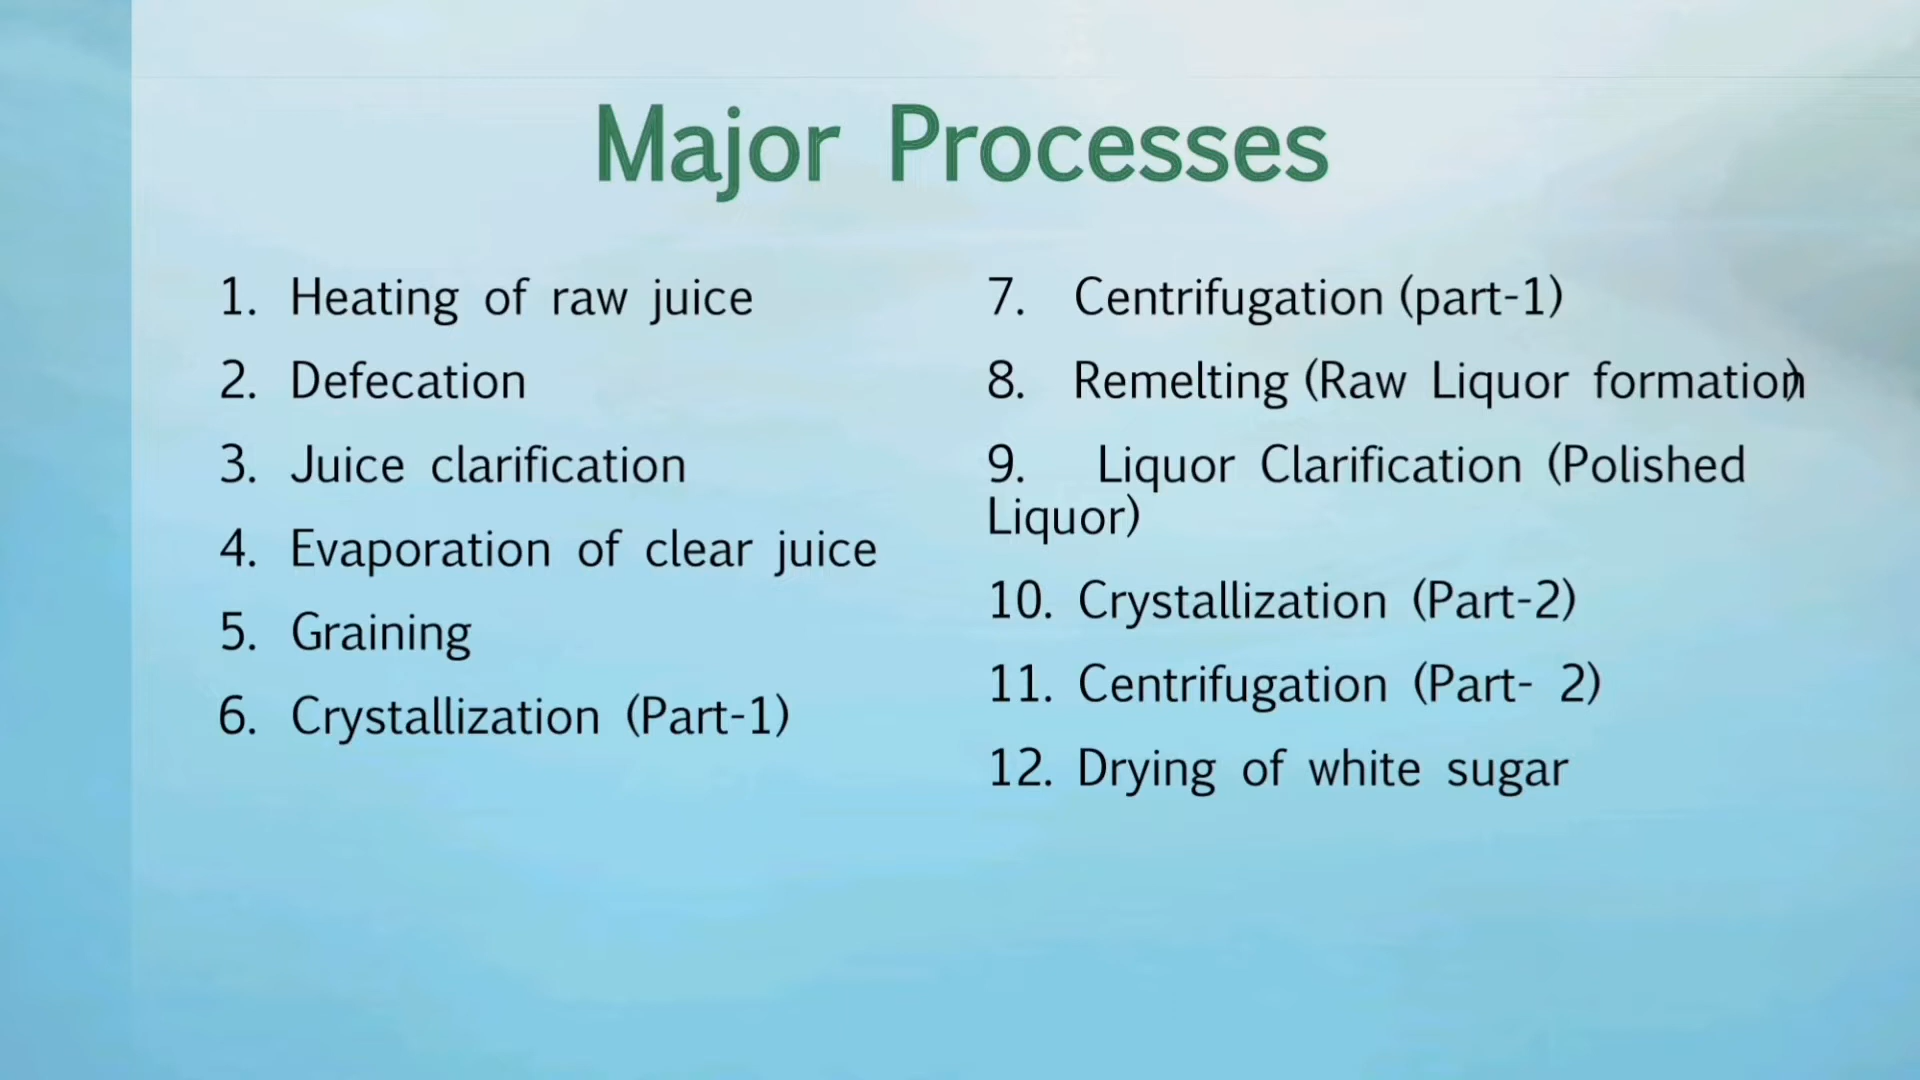 Major Processes
1. Heating of raw juice
2. Defecation
3. Juice clarification
4. Evaporation of clear juice
5. Graining
6. Crystallization (Part-1)
7. Centrifugation (part-1)
8. Remelting (Raw Liquor formation)
9. Liquor Clarification (Polished
Liquor)
10. Crystallization (Part-2)
11. Centrifugation (Part- 2)
12. Drying of white sugar